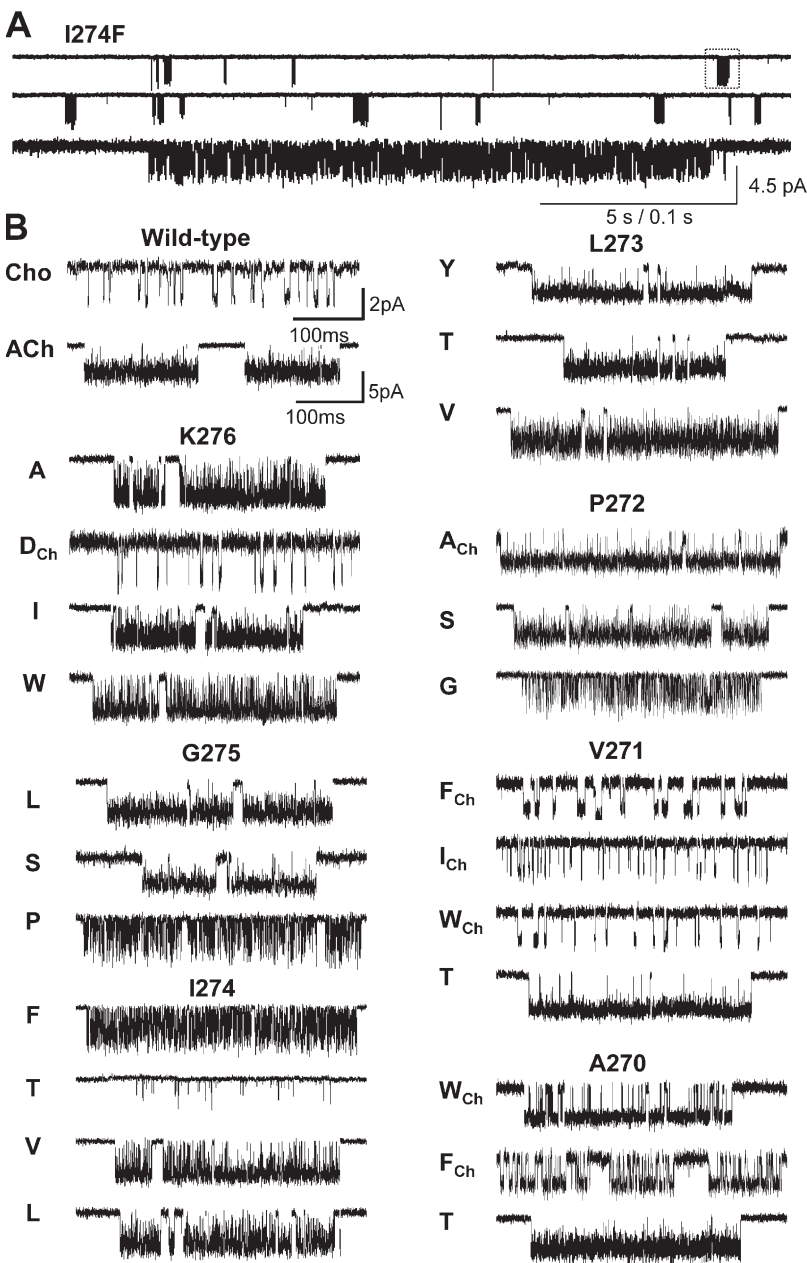 A
I274F
4.5 pA
5 s / 0.1 s
B
Wild-type
Cho
2pA
100ms
ACh
5pA
100ms
K276
A
DCh
I
W
G275
L
S
P
I274
F
T
V
L
L273
Y
T
V
P272
ACh
S
G
V271
FCh
ICh
WCh
T
A270
WCh
FCh
T